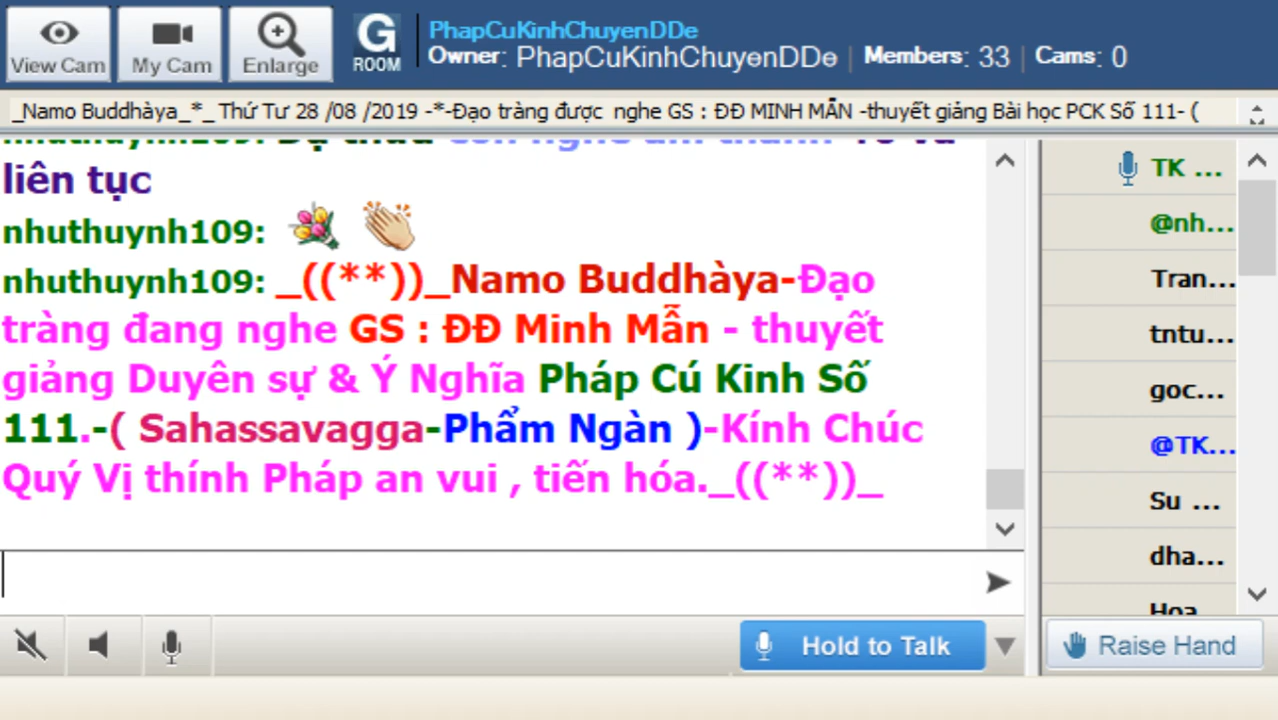 View Cam
My Cam
Enlarge
G
ROOM
PhapCuKinhChuyenDDe
Owner: PhapCuKinhChuyenDDe | Members: 33 | Cams: 0
_Namo Buddhàya_*_ Thứ Tư 28 /08 /2019 -*-Đạo tràng được nghe GS : ĐĐ MINH MẪN -thuyết giảng Bài học PCK Số 111- (
liên tục
nhuthuynh109:
nhuthuynh109: _((**))_Namo Buddhàya-Đạo
tràng đang nghe GS : ĐĐ Minh Mẫn - thuyết
giảng Duyên sự & Ý Nghĩa Pháp Cú Kinh Số
111.-( Sahassavagga-Phẩm Ngàn )-Kính Chúc
Quý Vị thính Pháp an vui , tiến hóa._((**))_
TK ...
@nh...
Tran...
tntu...
goc...
@TK...
Su ...
dha...
Hoa
Hold to Talk
Raise Hand